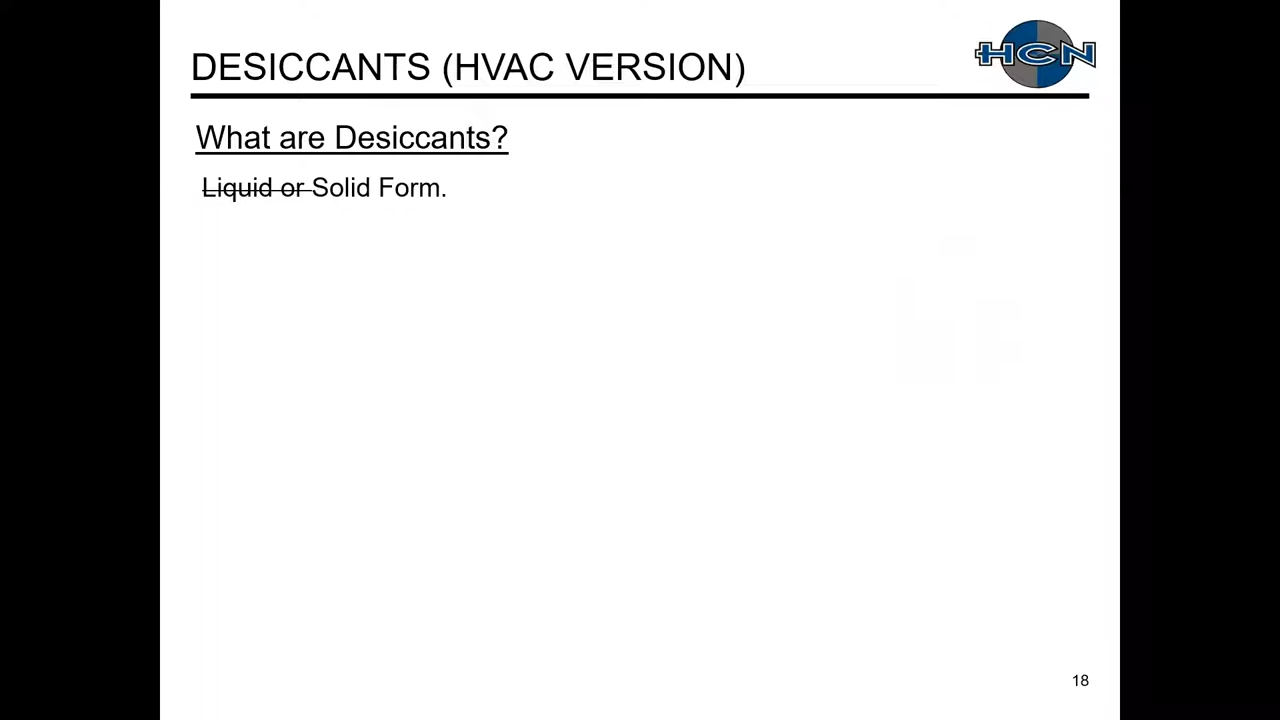 DESICCANTS (HVAC VERSION)
HCN
What are Desiccants?
Liquid or Solid Form.
18